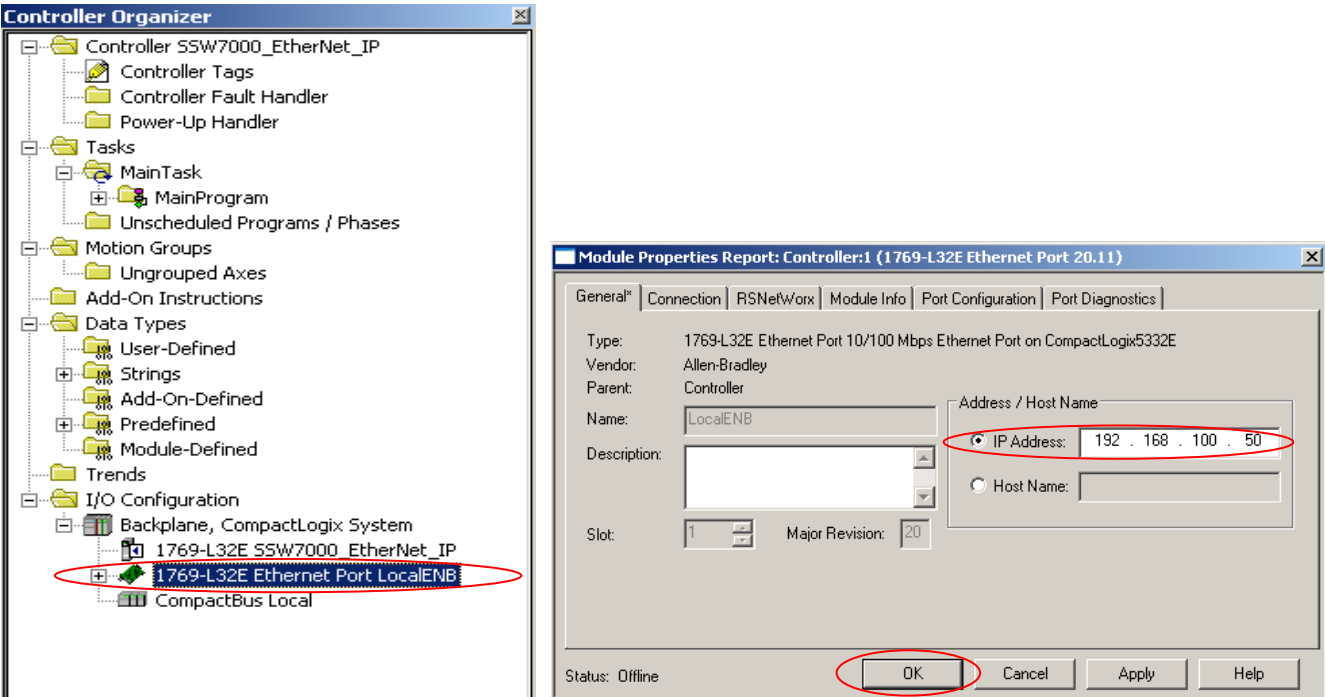 Controller Organizer
Controller SSW7000_EtherNet_IP
Controller Tags
Controller Fault Handler
Power-Up Handler
Tasks
MainTask
MainProgram
Unscheduled Programs / Phases
Motion Groups
Ungrouped Axes
Add-On Instructions
Data Types
User-Defined
Strings
Add-On-Defined
Predefined
Module-Defined
Trends
I/O Configuration
Backplane, CompactLogix System
1769-L32E SSW7000_EtherNet_IP
1769-L32E Ethernet Port LocalENB
CompactBus Local
Module Properties Report: Controller:1 (1769-L32E Ethernet Port 20.11)
General* Connection RSNetWorx Module Info Port Configuration Port Diagnostics
Type: 1769-L32E Ethernet Port 10/100 Mbps Ethernet Port on CompactLogix5332E
Vendor: Allen-Bradley
Parent: Controller
Name: LocalENB
Description:
Slot: 1 Major Revision: 20
Address / Host Name
IP Address: 192 . 168 . 100 . 50
Host Name:
Status: Offline
OK Cancel Apply Help